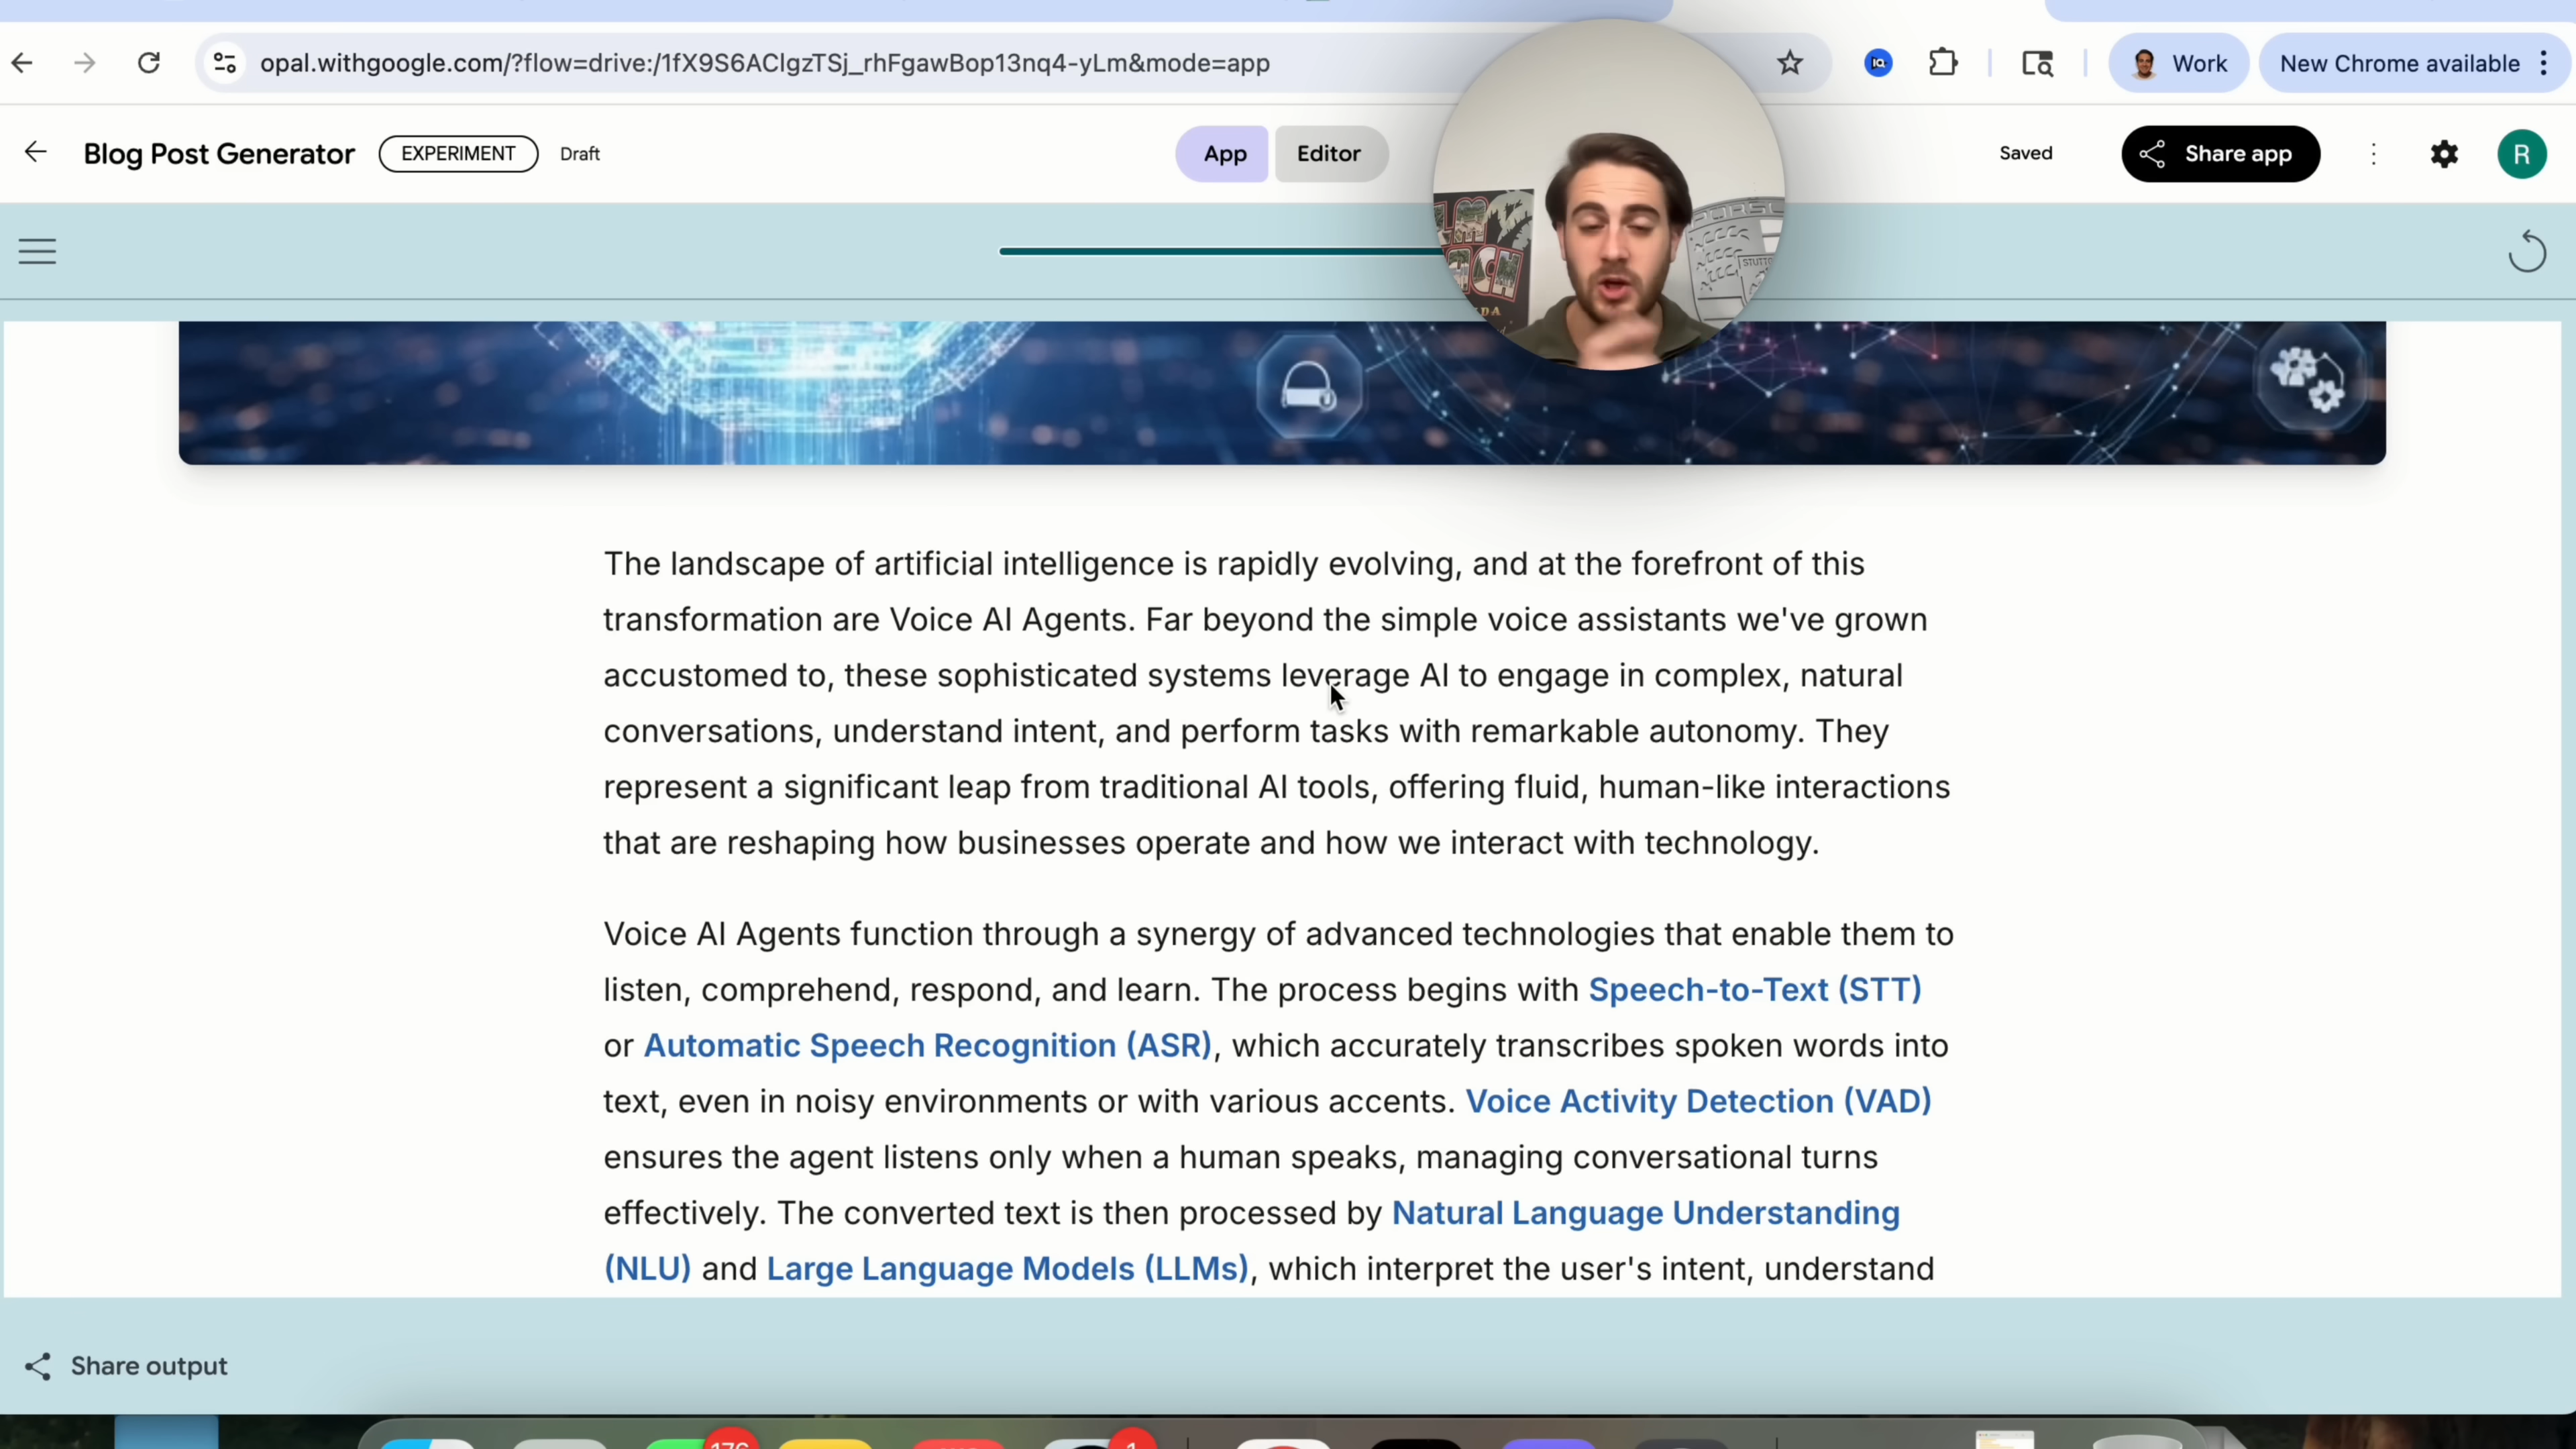 opal.withgoogle.com/?flow=drive:/1fX9S6AClgzTSj_rhFgawBop13nq4-yLm&mode=app
Work
New Chrome available
Blog Post Generator
EXPERIMENT
Draft
App
Editor
Saved
Share app
R
The landscape of artificial intelligence is rapidly evolving, and at the forefront of this
transformation are Voice AI Agents. Far beyond the simple voice assistants we've grown
accustomed to, these sophisticated systems leverage AI to engage in complex, natural
conversations, understand intent, and perform tasks with remarkable autonomy. They
represent a significant leap from traditional AI tools, offering fluid, human-like interactions
that are reshaping how businesses operate and how we interact with technology.
Voice AI Agents function through a synergy of advanced technologies that enable them to
listen, comprehend, respond, and learn. The process begins with Speech-to-Text (STT)
or Automatic Speech Recognition (ASR), which accurately transcribes spoken words into
text, even in noisy environments or with various accents. Voice Activity Detection (VAD)
ensures the agent listens only when a human speaks, managing conversational turns
effectively. The converted text is then processed by Natural Language Understanding
(NLU) and Large Language Models (LLMs), which interpret the user's intent, understand
Share output